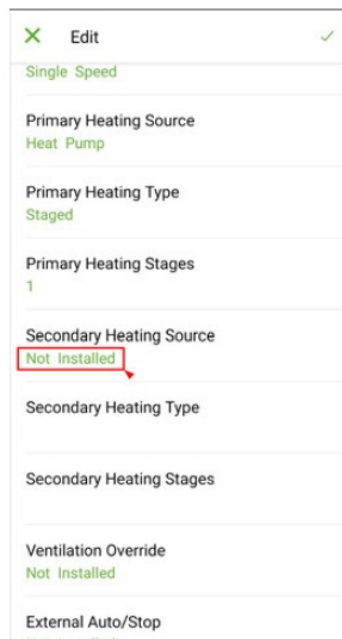 Edit
Single Speed
Primary Heating Source
Heat Pump
Primary Heating Type
Staged
Primary Heating Stages
1
Secondary Heating Source
Not Installed
Secondary Heating Type
Secondary Heating Stages
Ventilation Override
Not Installed
External Auto/Stop